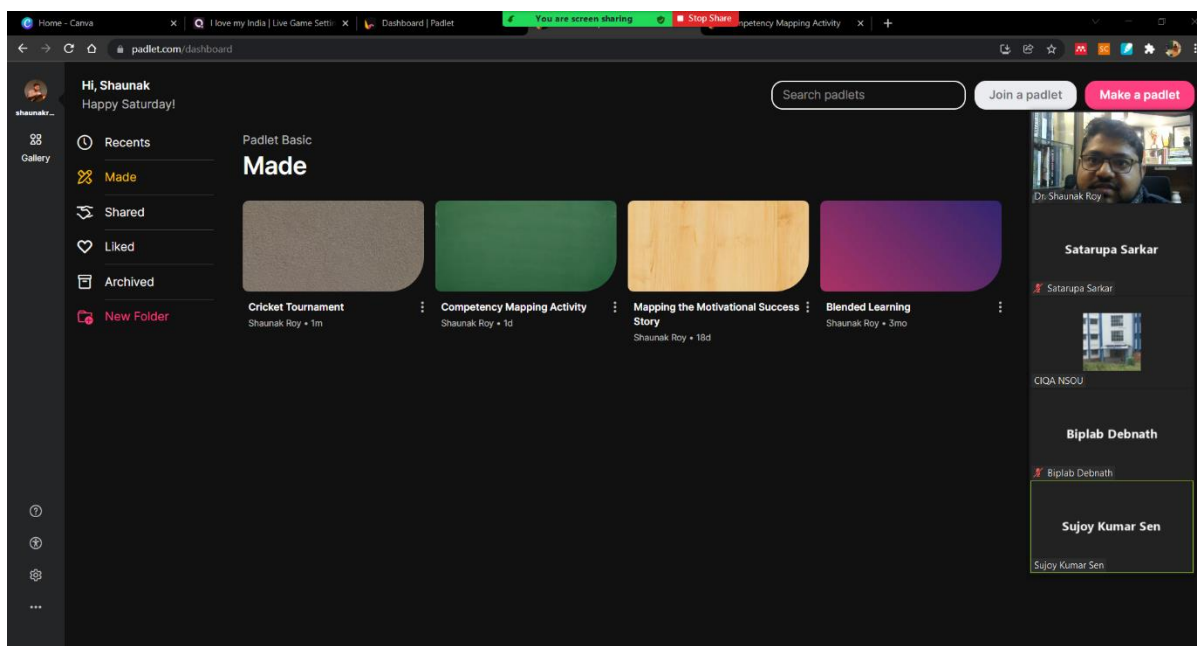 Home - Canva
I love my India | Live Game Settin
Dashboard | Padlet
You are screen sharing
Stop Share
npetency Mapping Activity
padlet.com/dashboard
shaunakr...
Gallery
Hi, Shaunak
Happy Saturday!
Search padlets
Join a padlet
Make a padlet
Recents
Made
Shared
Liked
Archived
New Folder
Padlet Basic
Made
Cricket Tournament
Shaunak Roy • 1m
Competency Mapping Activity
Shaunak Roy • 1d
Mapping the Motivational Success
Story
Shaunak Roy • 18d
Blended Learning
Shaunak Roy • 3mo
Dr. Shaunak Roy
Satarupa Sarkar
Satarupa Sarkar
CIQA NSOU
Biplab Debnath
Biplab Debnath
Sujoy Kumar Sen
Sujoy Kumar Sen